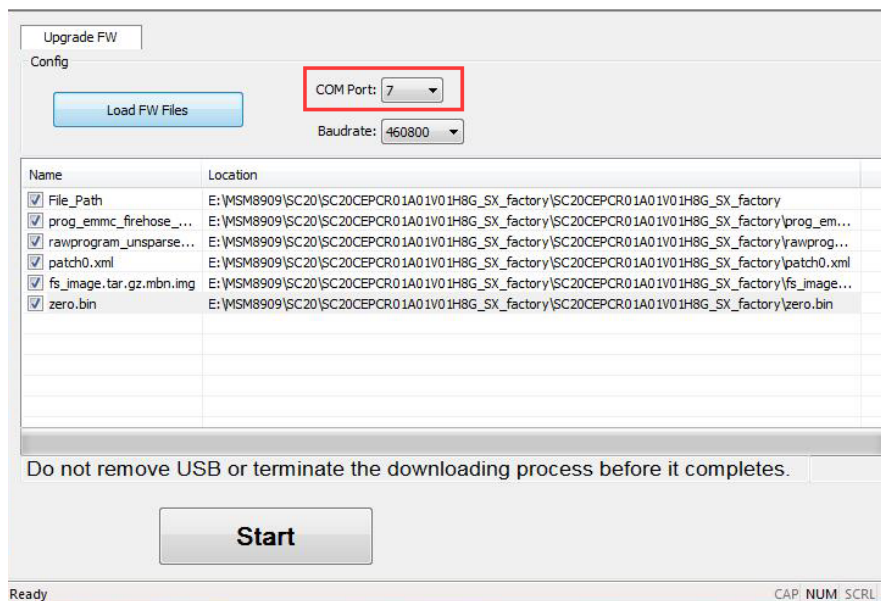 Upgrade FW
Config
COM Port: 7
Load FW Files
Baudrate: 460800
Name Location
File_Path E:\MSM8909\SC20\SC20CEPCR01A01V01H8G_SX_factory\SC20CEPCR01A01V01H8G_SX_factory
prog_emmc_firehose_... E:\MSM8909\SC20\SC20CEPCR01A01V01H8G_SX_factory\SC20CEPCR01A01V01H8G_SX_factory\prog_em...
rawprogram_unsparse... E:\MSM8909\SC20\SC20CEPCR01A01V01H8G_SX_factory\SC20CEPCR01A01V01H8G_SX_factory\rawprog...
patch0.xml E:\MSM8909\SC20\SC20CEPCR01A01V01H8G_SX_factory\SC20CEPCR01A01V01H8G_SX_factory\patch0.xml
fs_image.tar.gz.mbn.img E:\MSM8909\SC20\SC20CEPCR01A01V01H8G_SX_factory\SC20CEPCR01A01V01H8G_SX_factory\fs_image...
zero.bin E:\MSM8909\SC20\SC20CEPCR01A01V01H8G_SX_factory\SC20CEPCR01A01V01H8G_SX_factory\zero.bin
Do not remove USB or terminate the downloading process before it completes.
Start
Ready CAP NUM SCRL